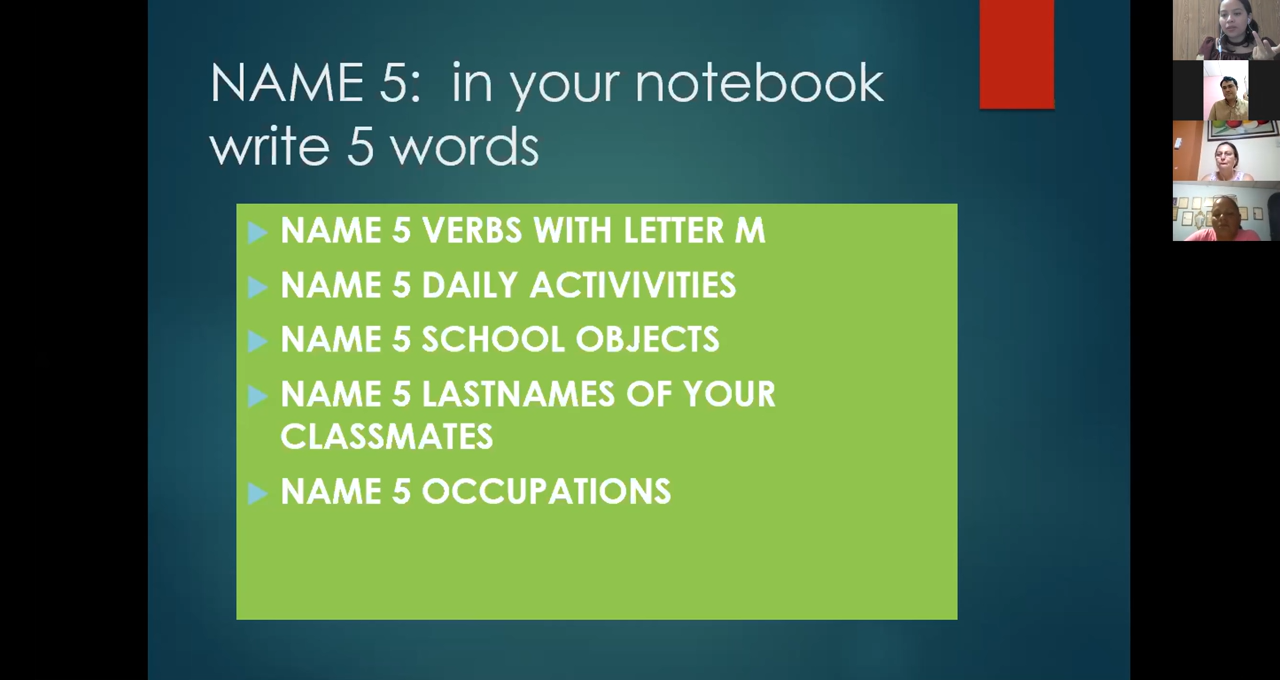 NAME 5: in your notebook
write 5 words
NAME 5 VERBS WITH LETTER M
NAME 5 DAILY ACTIVIVITIES
NAME 5 SCHOOL OBJECTS
NAME 5 LASTNAMES OF YOUR
CLASSMATES
NAME 5 OCCUPATIONS